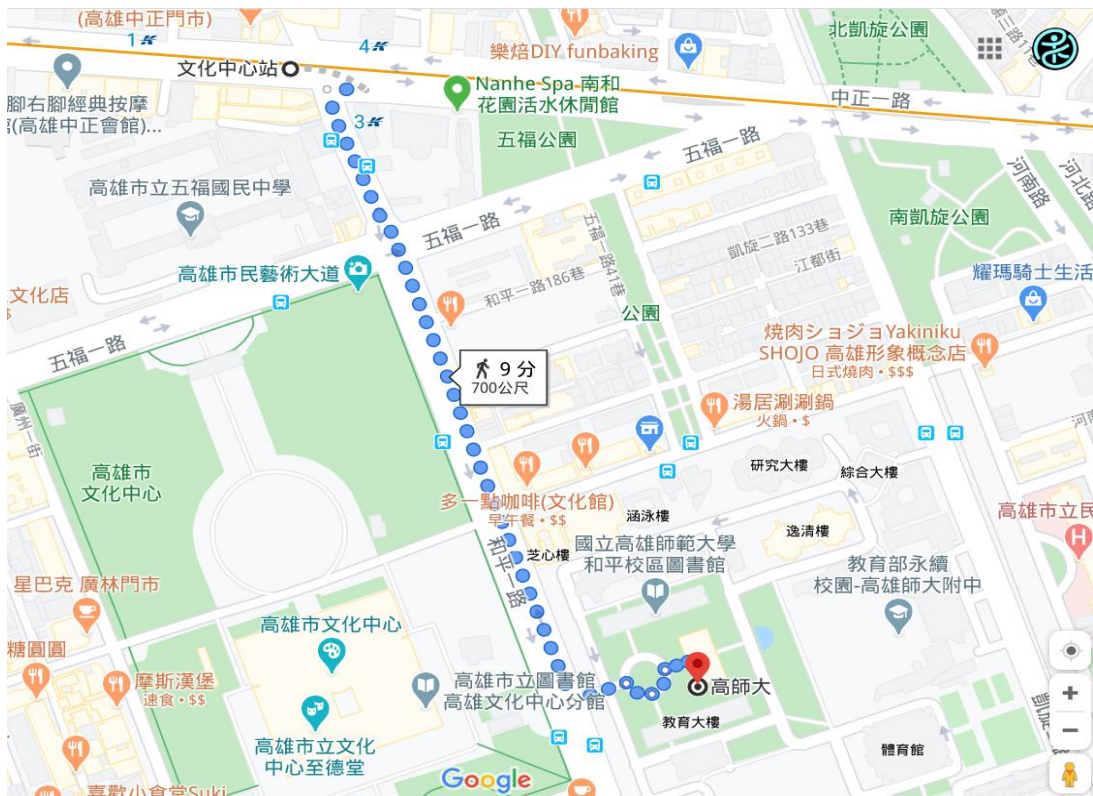 (高雄中正門市)
1
4
樂焙DIY funbaking
北凱旋公園
文化中心站
腳右腳經典按摩
(高雄中正會館)...
Nanhe Spa 南和
花園活水休閒館
中正一路
3
五福公園
五福一路
高雄市立五福國民中學
河南路
河北路
南凱旋公園
五福一路
五福一路41巷
凱旋二路133巷
江都街
高雄市民藝術大道
和平一路186巷
耀瑪騎士生活
文化店
公園
五福一路
焼肉ショジョYakiniku
SHOJO 高雄形象概念店
日式燒肉・$$$
9 分
700公尺
湯居涮涮鍋
火鍋・$
廣州一街
高雄市
文化中心
研究大樓
綜合大樓
多一點咖啡(文化館)
早午餐・$$
涵泳樓
逸清樓
高雄市立民
和平一路
芝心樓
國立高雄師範大學
和平校區圖書館
教育部永續
校園-高雄師大附中
星巴克 廣林門市
高雄市文化中心
糖圓圓
摩斯漢堡
速食・$$
高雄市立圖書館
高雄文化中心分館
高師大
教育大樓
高雄市立文化
中心至德堂
體育館
Google
喜歡小食堂Suki